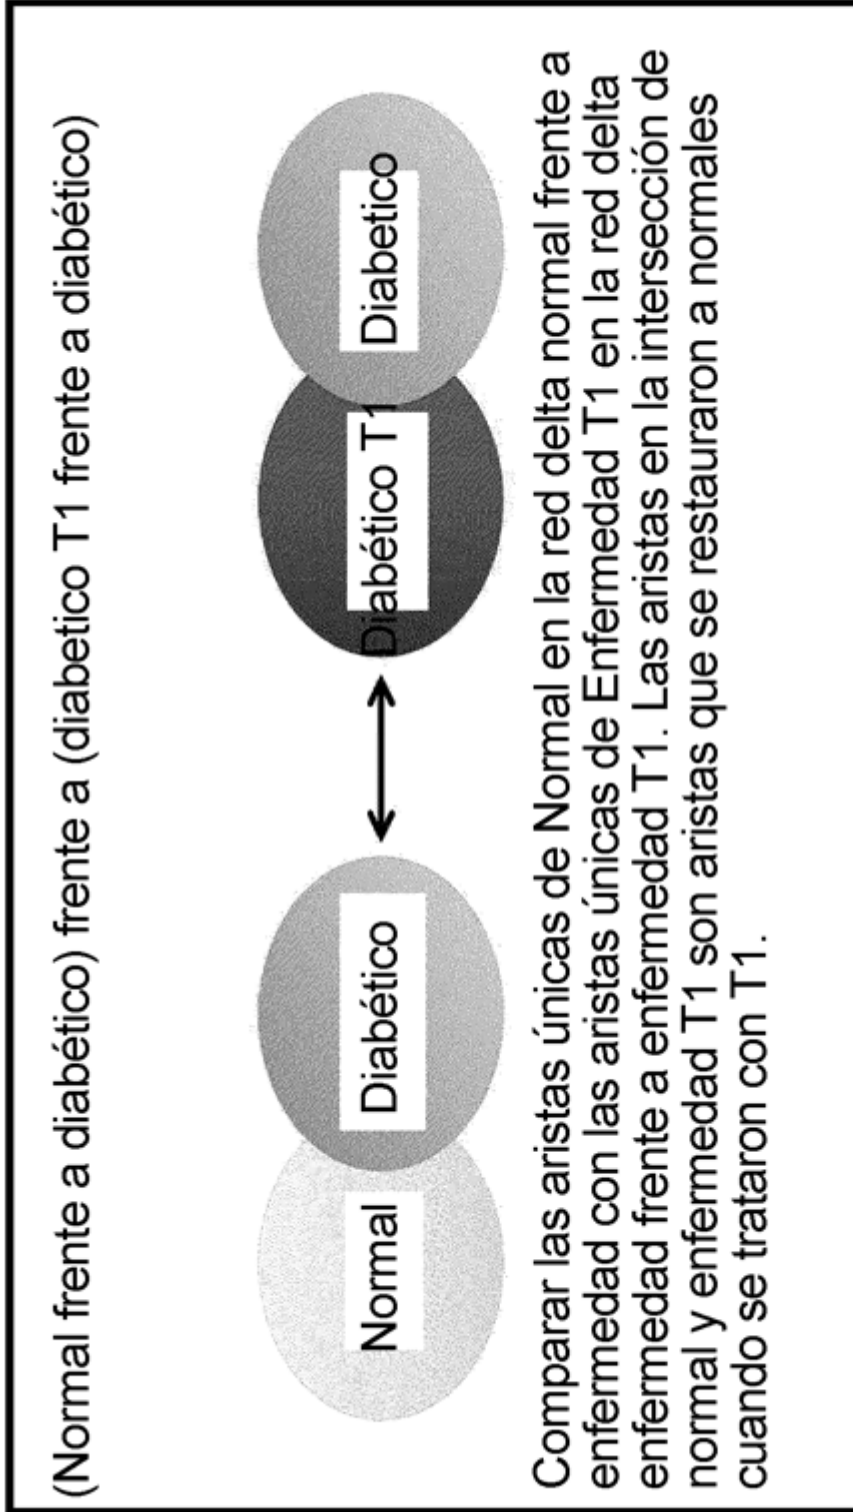 (Normal frente a diabético) frente a (diabetico T1 frente a diabético)
Normal
Diabético
Diabético T1
Diabetico
Comparar las aristas únicas de Normal en la red delta normal frente a
enfermedad con las aristas únicas de Enfermedad T1 en la red delta
enfermedad frente a enfermedad T1. Las aristas en la intersección de
normal y enfermedad T1 son aristas que se restauraron a normales
cuando se trataron con T1.